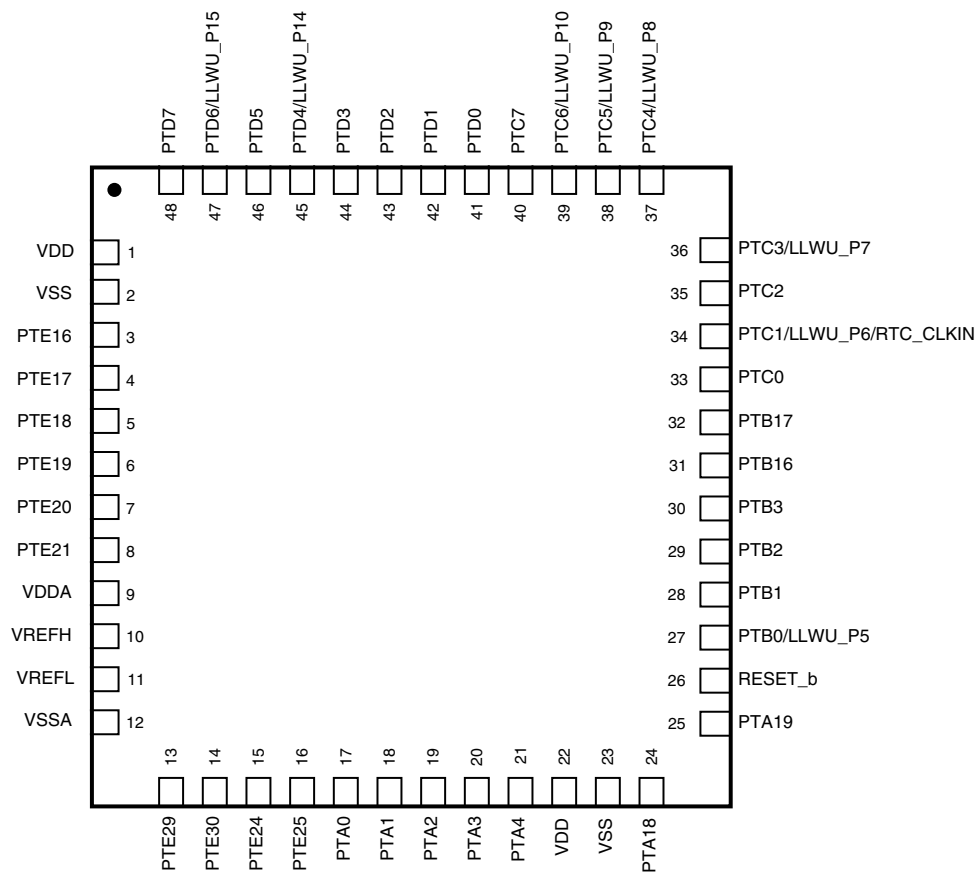 PTD7
PTD6/LLWU_P15
PTD5
PTD4/LLWU_P14
PTD3
PTD2
PTD1
PTD0
PTC7
PTC6/LLWU_P10
PTC5/LLWU_P9
PTC4/LLWU_P8
48
47
46
45
44
43
42
41
40
39
38
37
VDD 1
VSS 2
PTE16 3
PTE17 4
PTE18 5
PTE19 6
PTE20 7
PTE21 8
VDDA 9
VREFH 10
VREFL 11
VSSA 12
36 PTC3/LLWU_P7
35 PTC2
34 PTC1/LLWU_P6/RTC_CLKIN
33 PTC0
32 PTB17
31 PTB16
30 PTB3
29 PTB2
28 PTB1
27 PTB0/LLWU_P5
26 RESET_b
25 PTA19
13
14
15
16
17
18
19
20
21
22
23
24
PTE29
PTE30
PTE24
PTE25
PTA0
PTA1
PTA2
PTA3
PTA4
VDD
VSS
PTA18